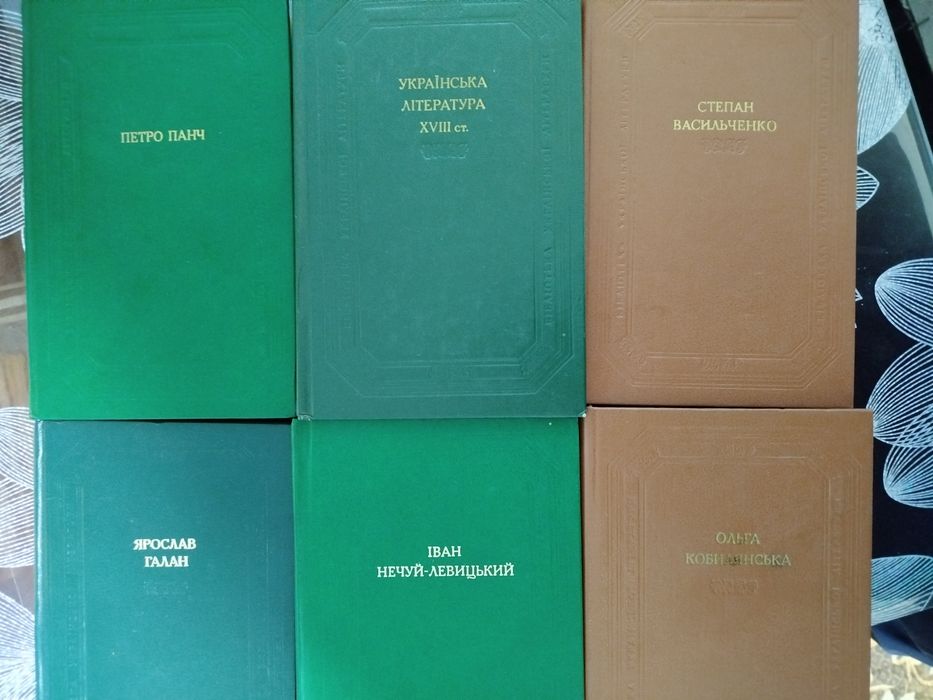 ПЕТРО ПАНЧ
УКРАЇНСЬКА
ЛІТЕРАТУРА
XVIII ст.
СТЕПАН
ВАСИЛЬЧЕНКО
ЯРОСЛАВ
ГАЛАН
ІВАН
НЕЧУЙ-ЛЕВИЦЬКИЙ
ОЛЬГА
КОБИЛЯНСЬКА